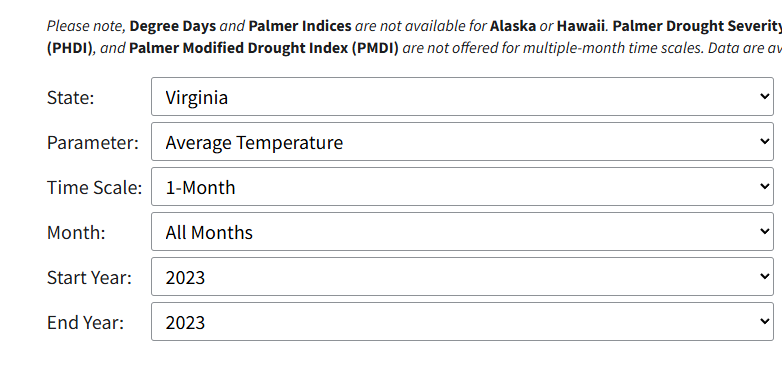 Please note, Degree Days and Palmer Indices are not available for Alaska or Hawaii. Palmer Drought Severity
(PHDI), and Palmer Modified Drought Index (PMDI) are not offered for multiple-month time scales. Data are
State: Virginia
Parameter: Average Temperature
Time Scale: 1-Month
Month: All Months
Start Year: 2023
End Year: 2023